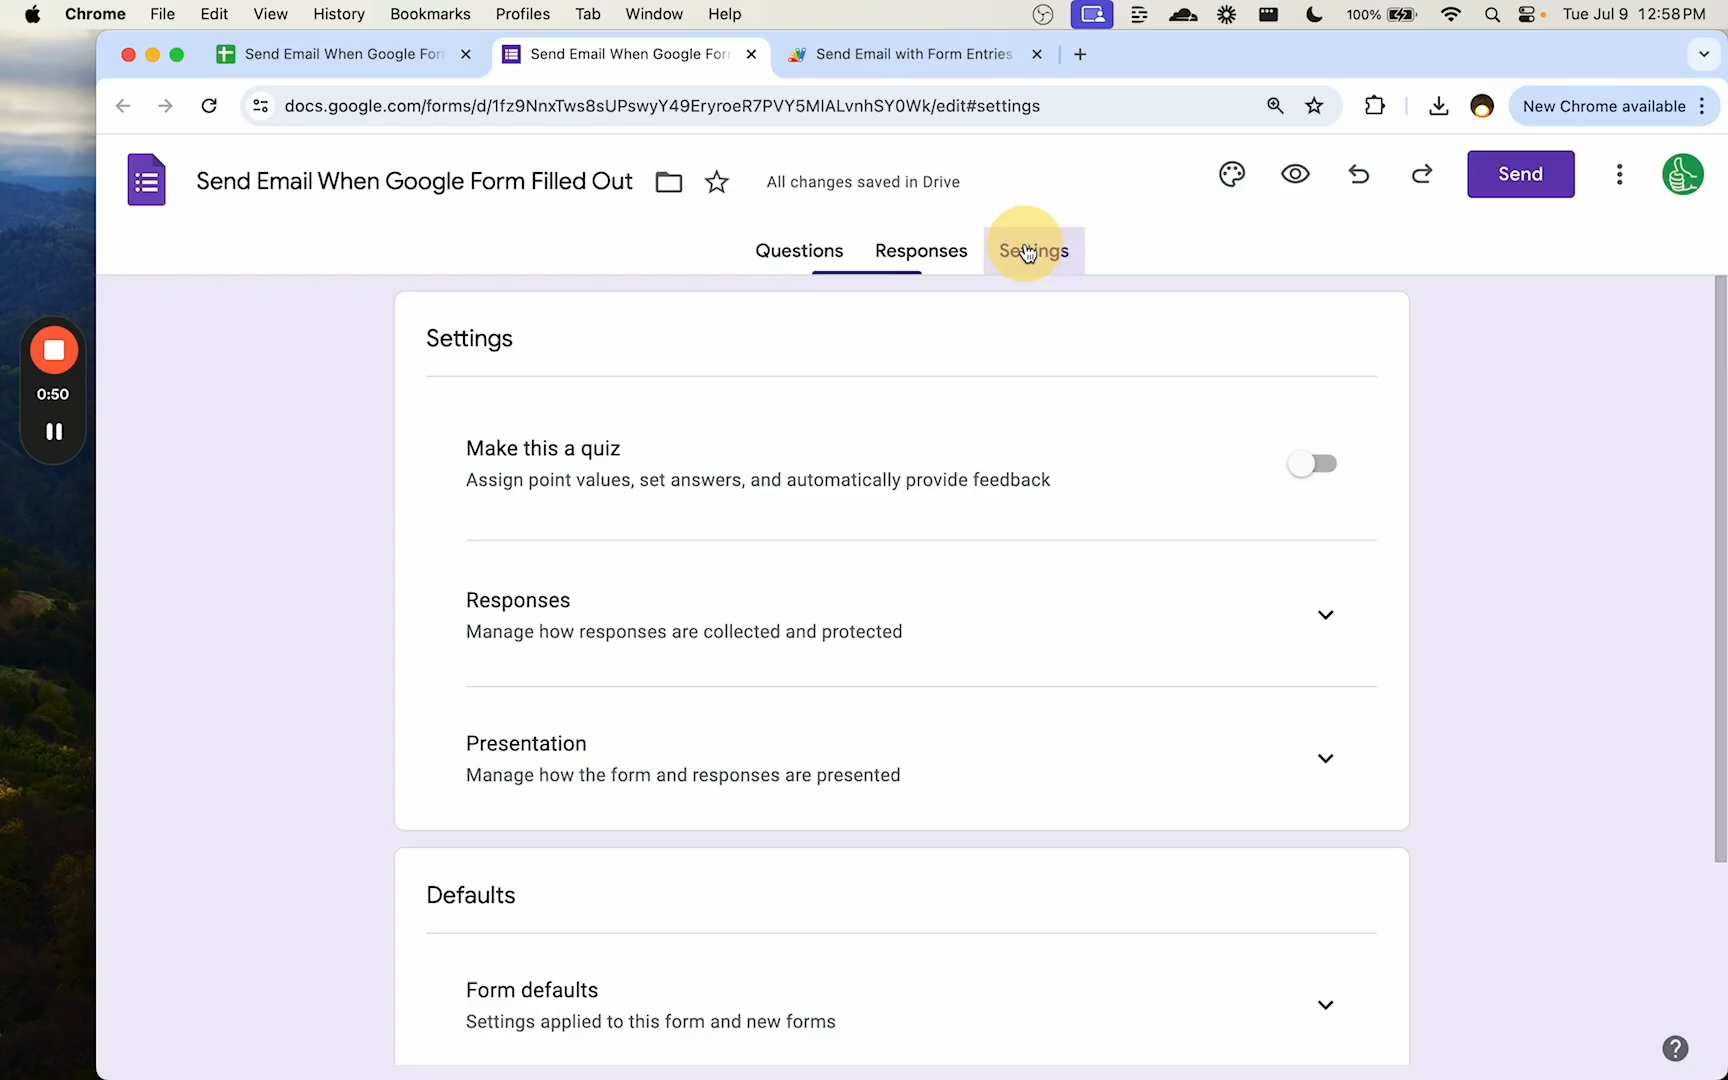 Chrome File Edit View History Bookmarks Profiles Tab Window Help 100% Tue Jul 9 12:58 PM
Send Email When Google For Send Email When Google For Send Email with Form Entries
docs.google.com/forms/d/1fz9NnxTws8sUPswyY49EryroeR7PVY5MIALvnhSY0Wk/edit#settings New Chrome available
Send Email When Google Form Filled Out All changes saved in Drive Send
Questions Responses Settings
Settings
0:50
Make this a quiz
Assign point values, set answers, and automatically provide feedback
Responses
Manage how responses are collected and protected
Presentation
Manage how the form and responses are presented
Defaults
Form defaults
Settings applied to this form and new forms